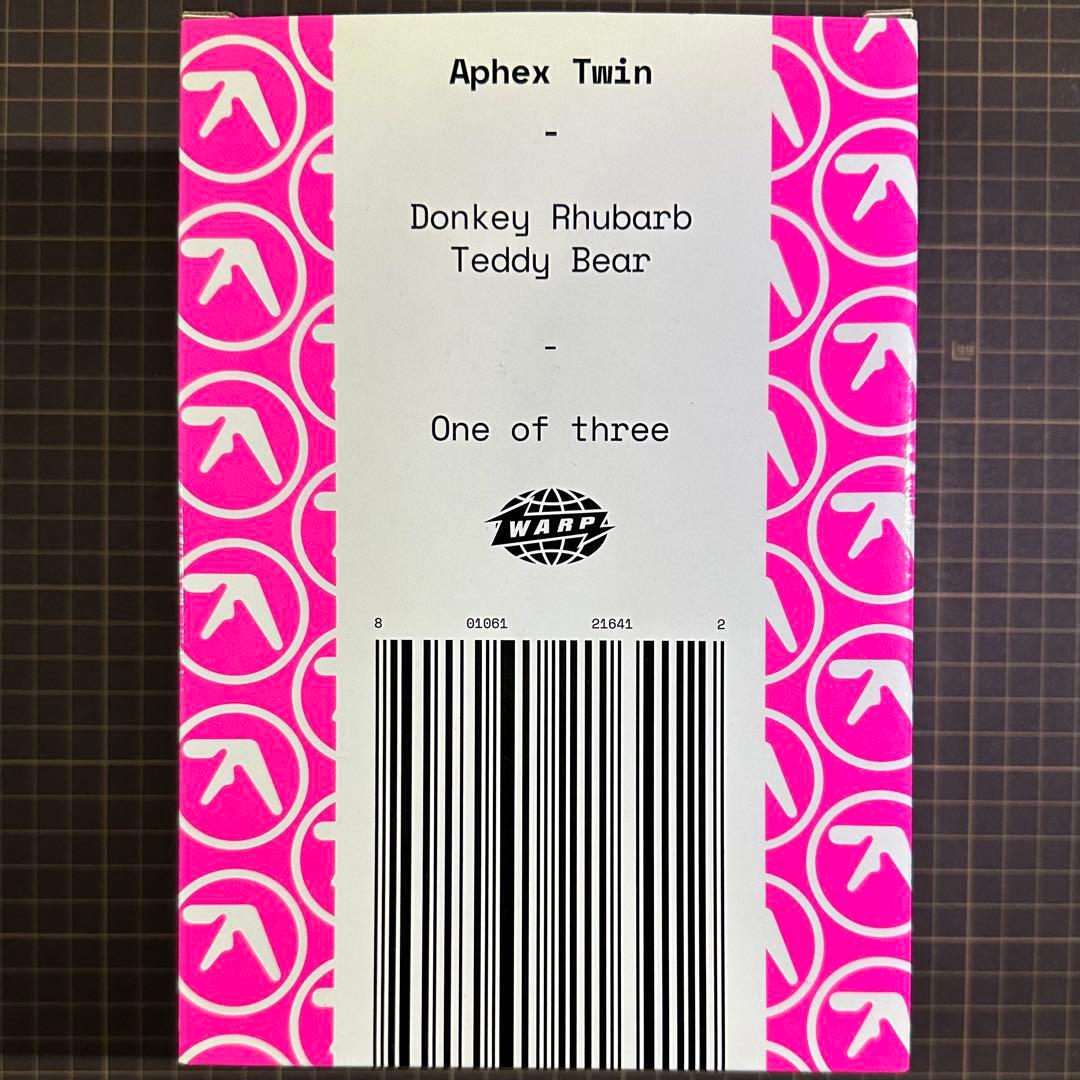 Aphex Twin
-
Donkey Rhubarb
Teddy Bear
-
One of three
WARP
8 01061 21641 2